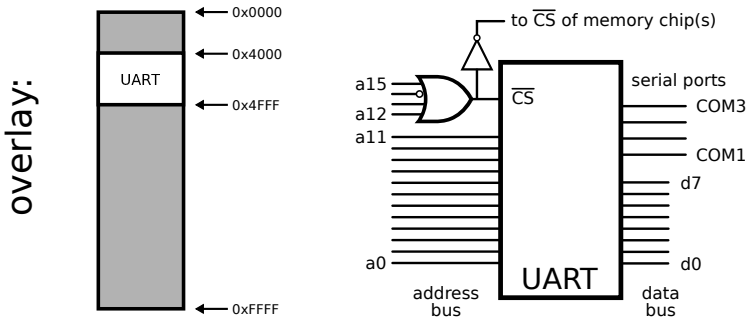 overlay:
0x0000
0x4000
UART
0x4FFF
0xFFFF
to CS of memory chip(s)
a15
a12
a11
a0
CS
UART
serial ports
COM3
COM1
d7
d0
address
bus
data
bus